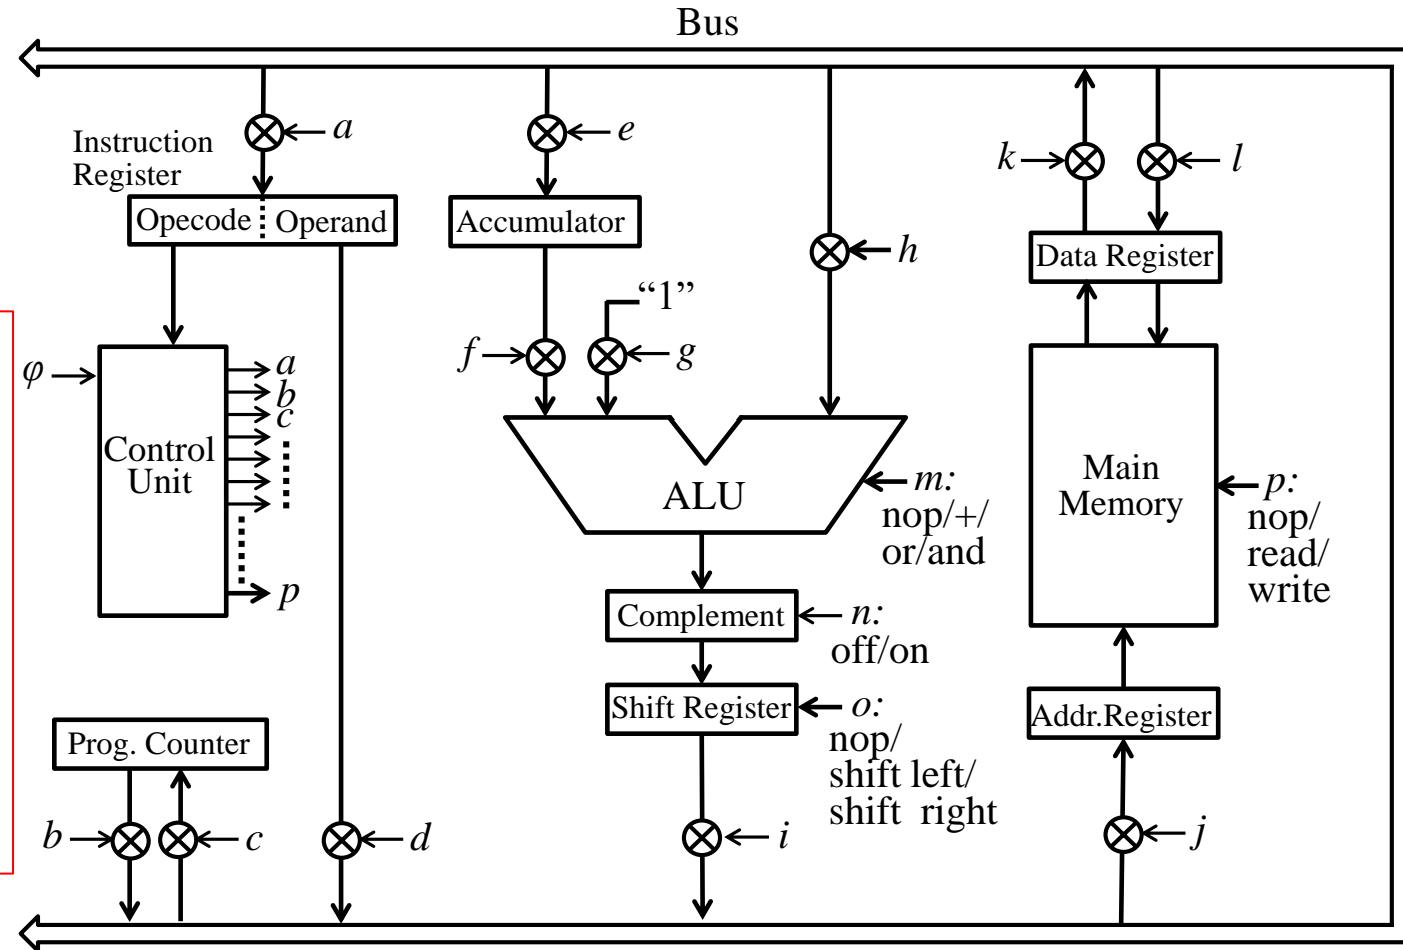 Bus
a
Instruction
Register
Opecode
Operand
e
Accumulator
h
k
l
Data Register
"1"
f
g
φ
Control
Unit
a
b
c
p
ALU
m:
nop/+/
or/and
Main
Memory
p:
nop/
read/
write
Complement
n:
off/on
Shift Register
o:
nop/
shift left/
shift right
Addr.Register
Prog. Counter
b
c
d
i
j